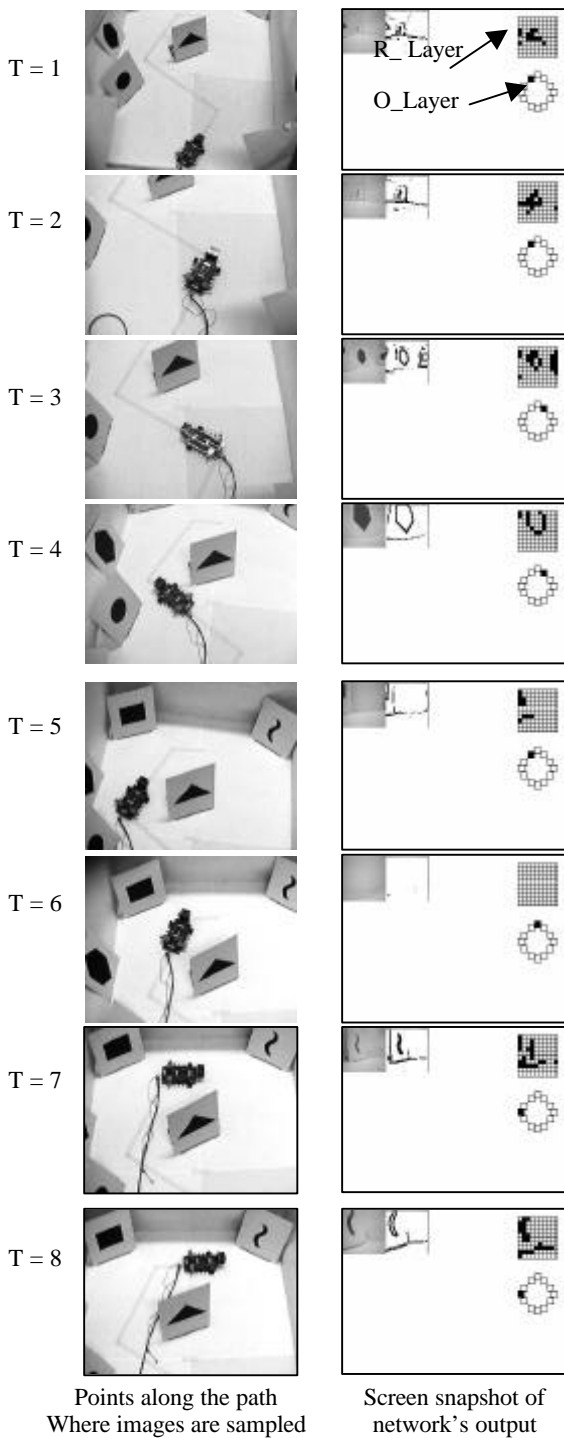 T = 1
R_ Layer
O_Layer
T = 2
T = 3
T = 4
T = 5
T = 6
T = 7
T = 8
Points along the path
Where images are sampled
Screen snapshot of
network's output